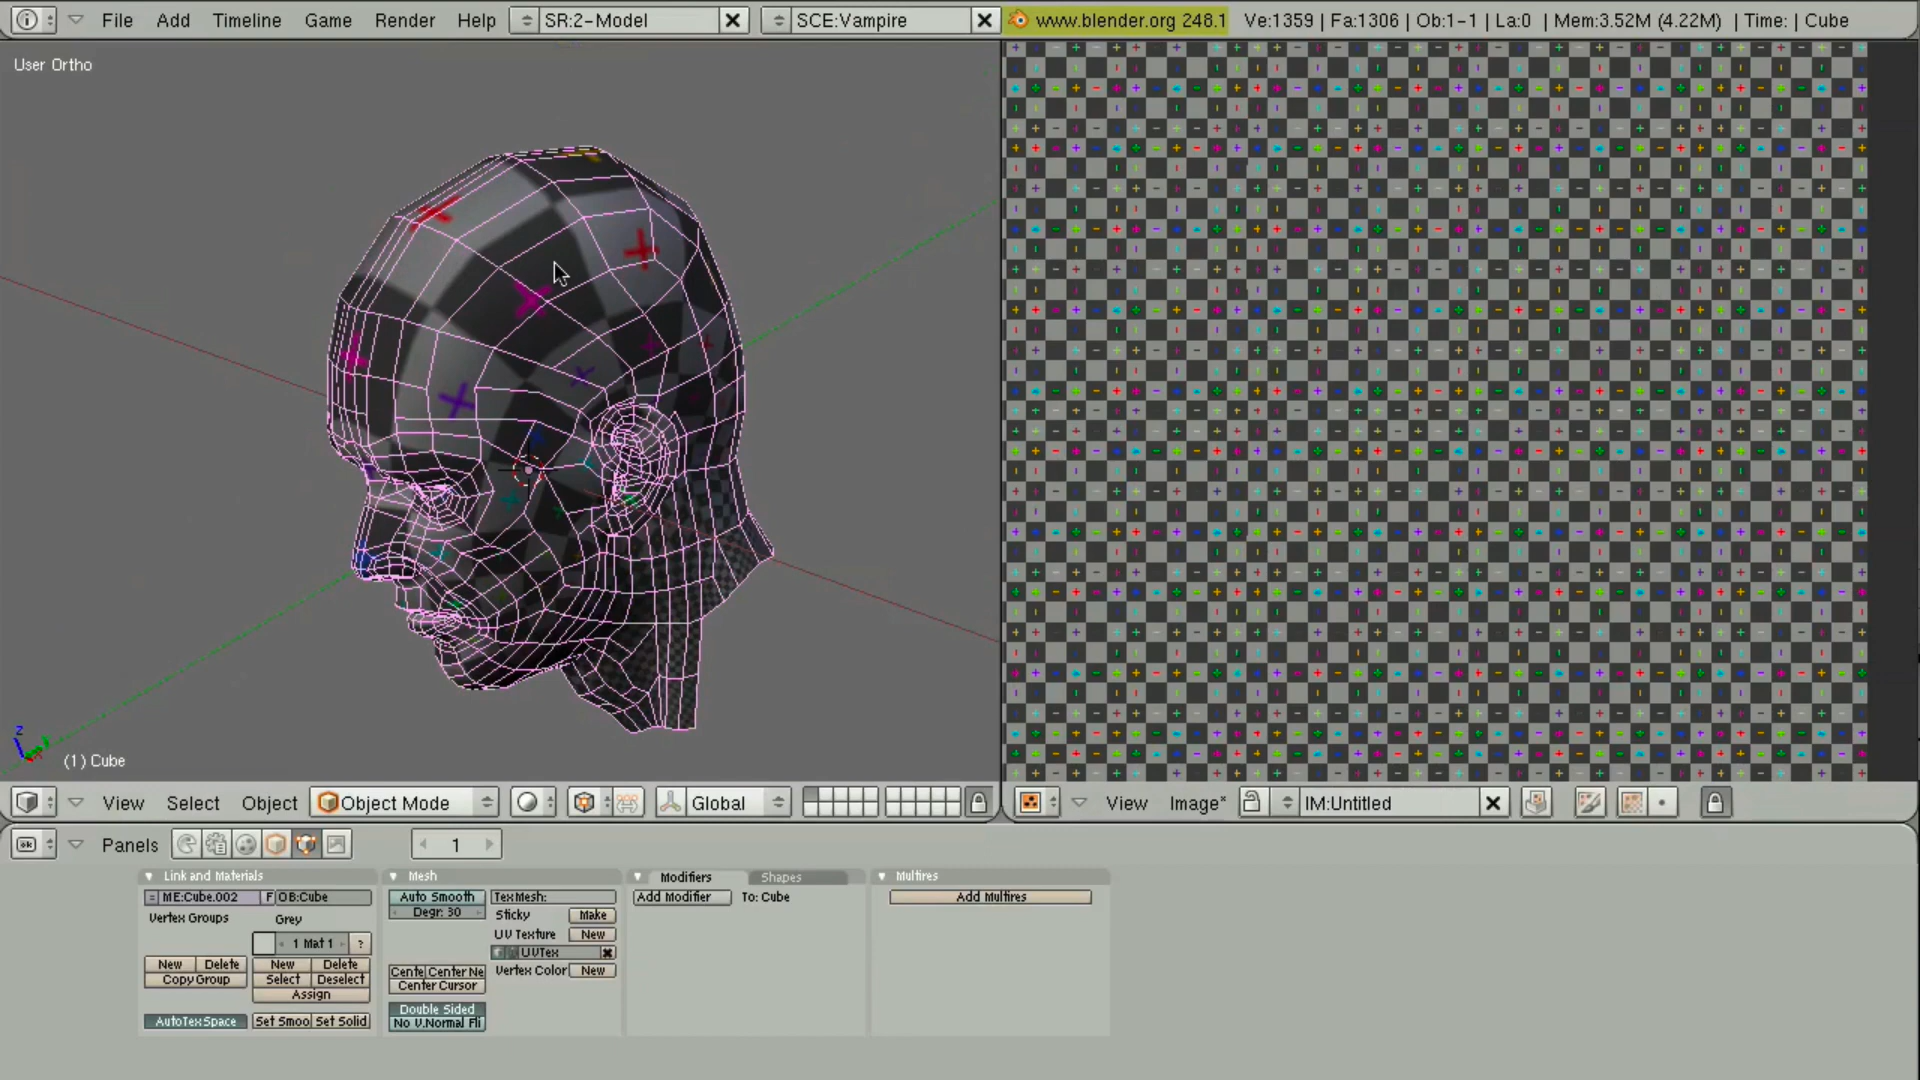 File Add Timeline Game Render Help SR:2-Model SCE:Vampire www.blender.org 248.1 Ve:1359 | Fa:1306 | Ob:1-1 | La:0 | Mem:3.52M (4.22M) | Time: | Cube
User Ortho
z
(1) Cube
View Select Object Object Mode Global
View Image* IM:Untitled
Panels 1
Link and Materials
ME:Cube.002 F OB:Cube
Vertex Groups Grey
1 Mat 1 ?
New Delete New Delete
Copy Group Select Deselect
Assign
AutoTexSpace Set Smoo Set Solid
Mesh
Auto Smooth TexMesh:
Degr: 30 Sticky Make
UV Texture New
UVTex
Cente Center Ne Vertex Color New
Center Cursor
Double Sided
No V.Normal Fli
Modifiers Shapes
Add Modifier To: Cube
Multires
Add Multires